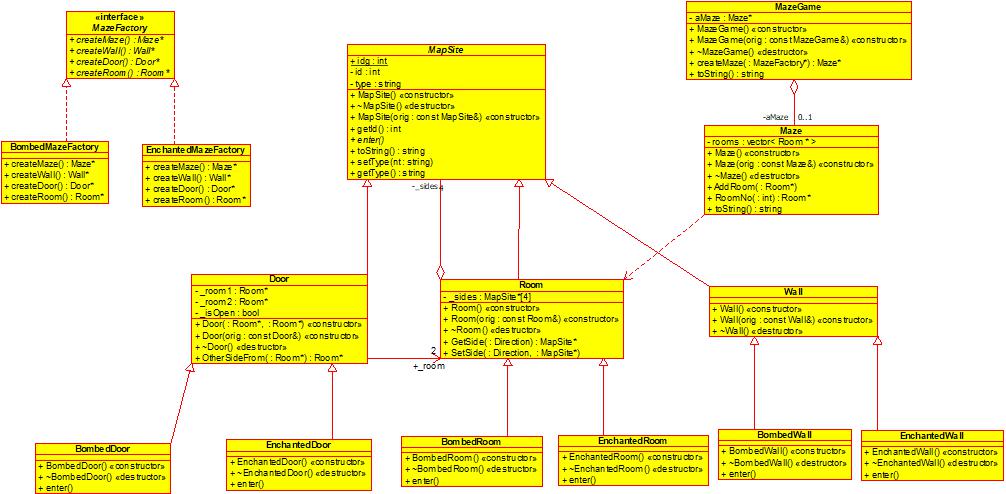 «interface»
MazeFactory
+ createMaze() : Maze*
+ createWall() : Wall*
+ createDoor() : Door*
+ createRoom() : Room*
BombedMazeFactory
+ createMaze() : Maze*
+ createWall() : Wall*
+ createDoor() : Door*
+ createRoom() : Room*
EnchantedMazeFactory
+ createMaze() : Maze*
+ createWall() : Wall*
+ createDoor() : Door*
+ createRoom() : Room*
MapSite
+ idg : int
- id : int
- type : string
+ MapSite() «constructor»
+ ~MapSite() «destructor»
+ MapSite(orig : const MapSite&) «constructor»
+ getId() : int
+ enter()
+ toString() : string
+ setType(nt : string)
+ getType() : string
MazeGame
- aMaze : Maze*
+ MazeGame() «constructor»
+ MazeGame(orig : const MazeGame&) «constructor»
+ ~MazeGame() «destructor»
+ createMaze( : MazeFactory*) : Maze*
+ toString() : string
-aMaze 0..1
Maze
- rooms : vector< Room * >
+ Maze() «constructor»
+ Maze(orig : const Maze&) «constructor»
+ ~Maze() «destructor»
+ AddRoom( : Room*)
+ RoomNo( : int) : Room*
+ toString() : string
-_sides 4
Door
- _room1 : Room*
- _room2 : Room*
- _isOpen : bool
+ Door( : Room*, : Room*) «constructor»
+ Door(orig : const Door&) «constructor»
+ ~Door() «destructor»
+ OtherSideFrom( : Room*) : Room*
2
+_room
Room
- _sides : MapSite*[4]
+ Room() «constructor»
+ Room(orig : const Room&) «constructor»
+ ~Room() «destructor»
+ GetSide( : Direction) : MapSite*
+ SetSide( : Direction, : MapSite*)
Wall
+ Wall() «constructor»
+ Wall(orig : const Wall&) «constructor»
+ ~Wall() «destructor»
BombedDoor
+ BombedDoor() «constructor»
+ ~BombedDoor() «destructor»
+ enter()
EnchantedDoor
+ EnchantedDoor() «constructor»
+ ~EnchantedDoor() «destructor»
+ enter()
BombedRoom
+ BombedRoom() «constructor»
+ ~BombedRoom() «destructor»
+ enter()
EnchantedRoom
+ EnchantedRoom() «constructor»
+ ~EnchantedRoom() «destructor»
+ enter()
BombedWall
+ BombedWall() «constructor»
+ ~BombedWall() «destructor»
+ enter()
EnchantedWall
+ EnchantedWall() «constructor»
+ ~EnchantedWall() «destructor»
+ enter()